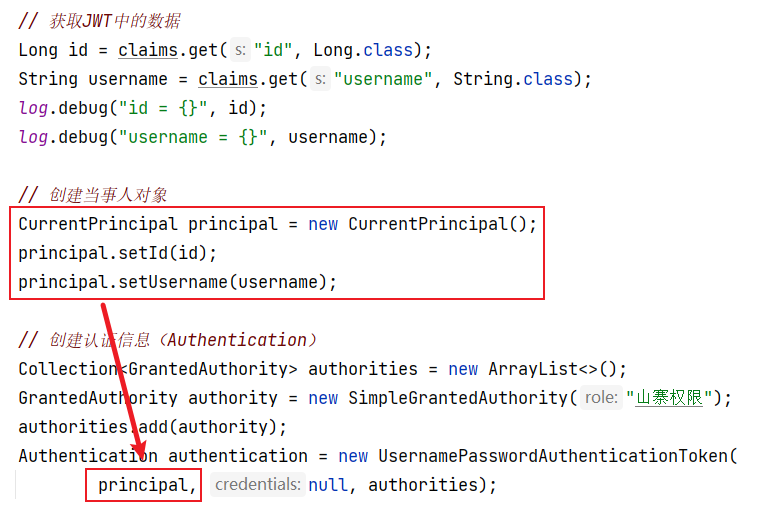 // 获取JWT中的数据
Long id = claims.get( s: "id", Long.class);
String username = claims.get( s: "username", String.class);
log.debug("id = {}", id);
log.debug("username = {}", username);
// 创建当事人对象
CurrentPrincipal principal = new CurrentPrincipal();
principal.setId(id);
principal.setUsername(username);
// 创建认证信息（Authentication）
Collection<GrantedAuthority> authorities = new ArrayList<>();
GrantedAuthority authority = new SimpleGrantedAuthority( role: "山寨权限");
authorities.add(authority);
Authentication authentication = new UsernamePasswordAuthenticationToken(
principal, credentials: null, authorities);